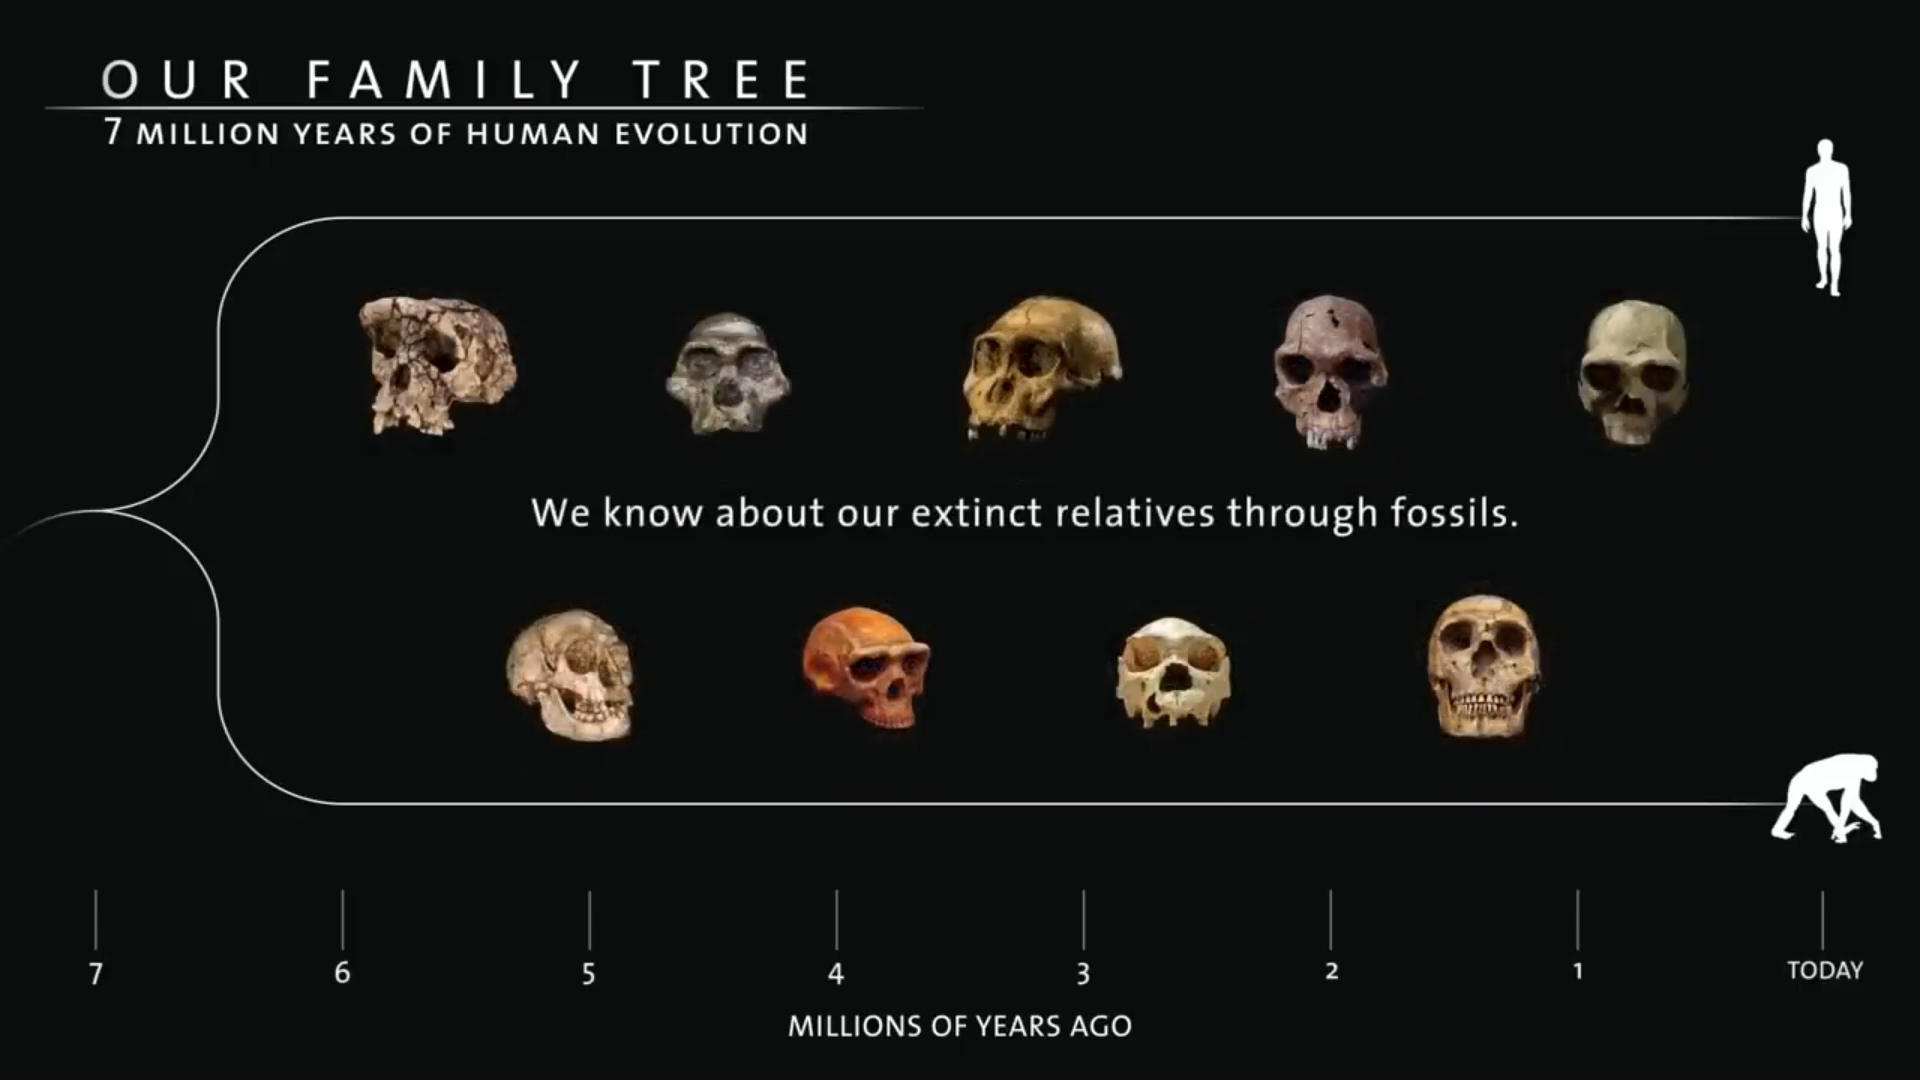 OUR FAMILY TREE
7 MILLION YEARS OF HUMAN EVOLUTION
We know about our extinct relatives through fossils.
7 6 5 4 3 2 1 TODAY
MILLIONS OF YEARS AGO